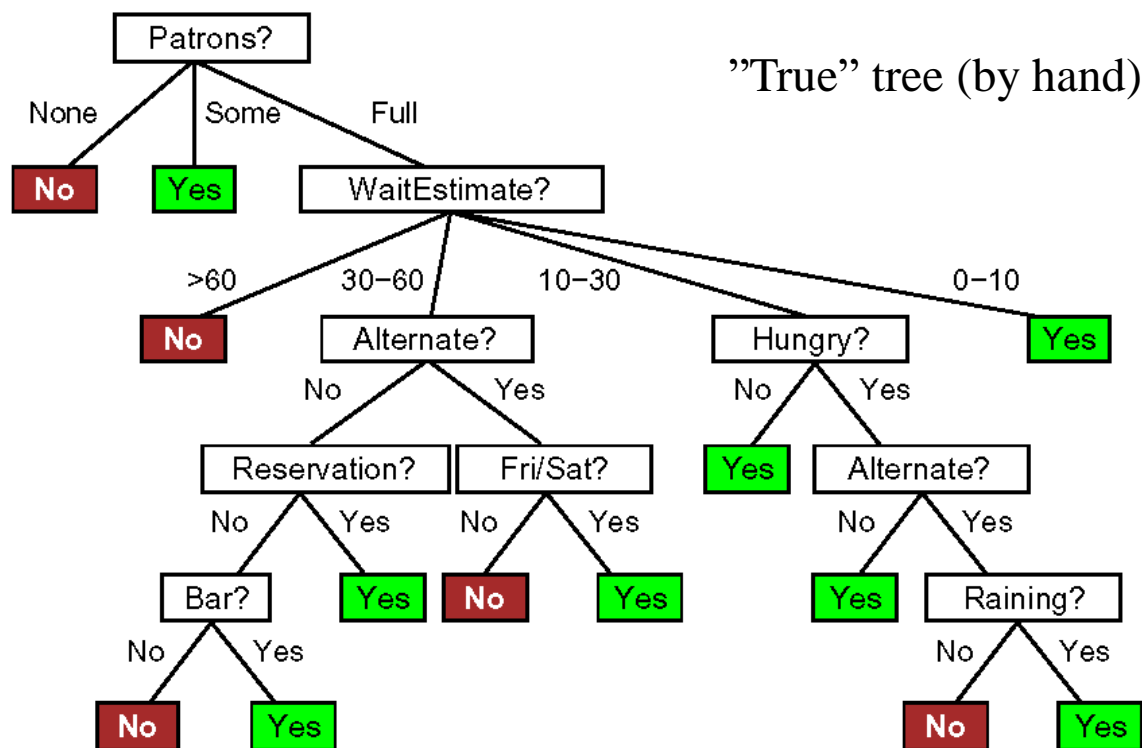 Patrons?
”True” tree (by hand)
None Some Full
No Yes WaitEstimate?
>60 30−60 10−30 0−10
No Alternate? Hungry? Yes
No Yes No Yes
Reservation? Fri/Sat? Yes Alternate?
No Yes No Yes No Yes
Bar? Yes No Yes Yes Raining?
No Yes No Yes
No Yes No Yes